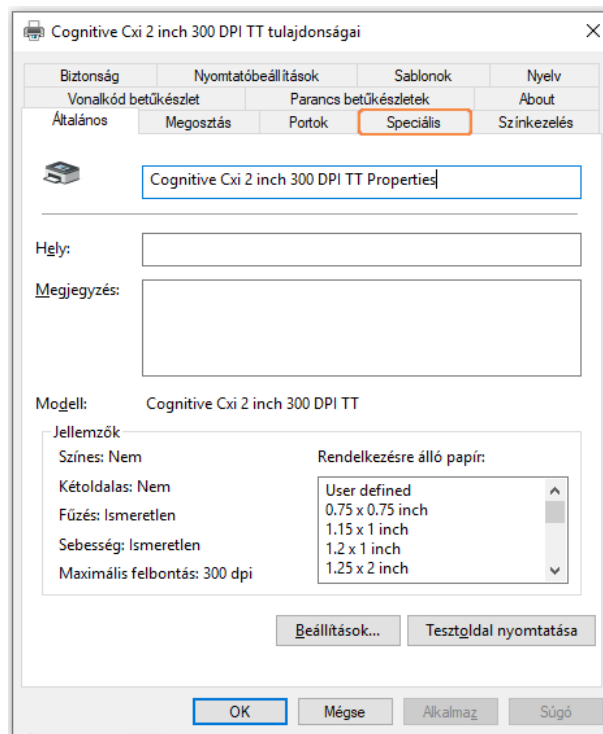 Cognitive Cxi 2 inch 300 DPI TT tulajdonságai
Biztonság Nyomtatóbeállítások Sablonok Nyelv
Vonalkód betűkészlet Parancs betűkészletek About
Általános Megosztás Portok Speciális Színkezelés
Cognitive Cxi 2 inch 300 DPI TT Properties
Hely:
Megjegyzés:
Modell: Cognitive Cxi 2 inch 300 DPI TT
Jellemzők
Színes: Nem Rendelkezésre álló papír:
Kétoldalas: Nem User defined
0.75 x 0.75 inch
Fűzés: Ismeretlen 1.15 x 1 inch
Sebesség: Ismeretlen 1.2 x 1 inch
Maximális felbontás: 300 dpi 1.25 x 2 inch
Beállítások... Tesztoldal nyomtatása
OK Mégse Alkalmaz Súgó